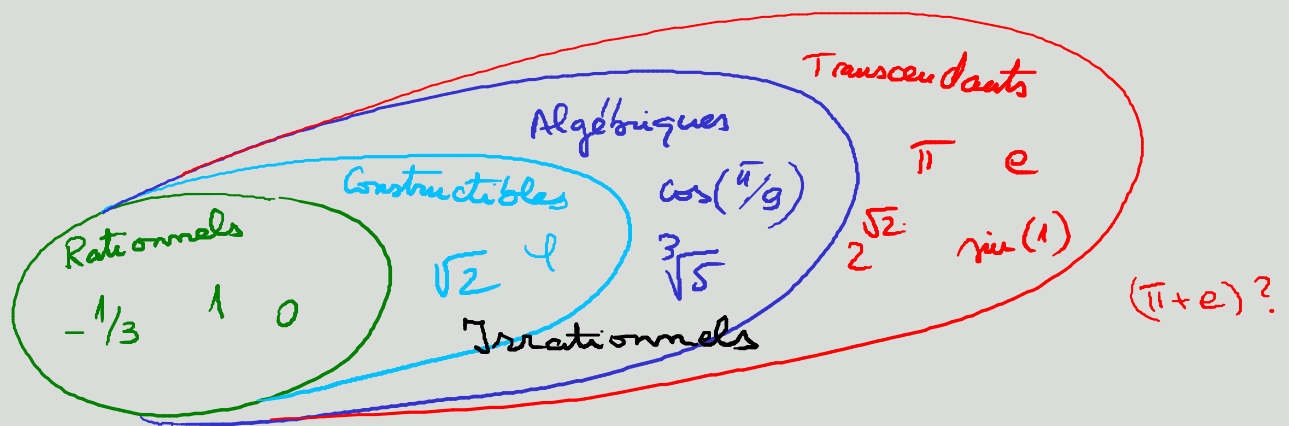 Transcendants
Algébriques
π e
Constructibles
cos(π/9)
Rationnels
2^√2 sin(1)
√2 φ
∛5
(π+e)?
-1/3 1 0
Irrationnels